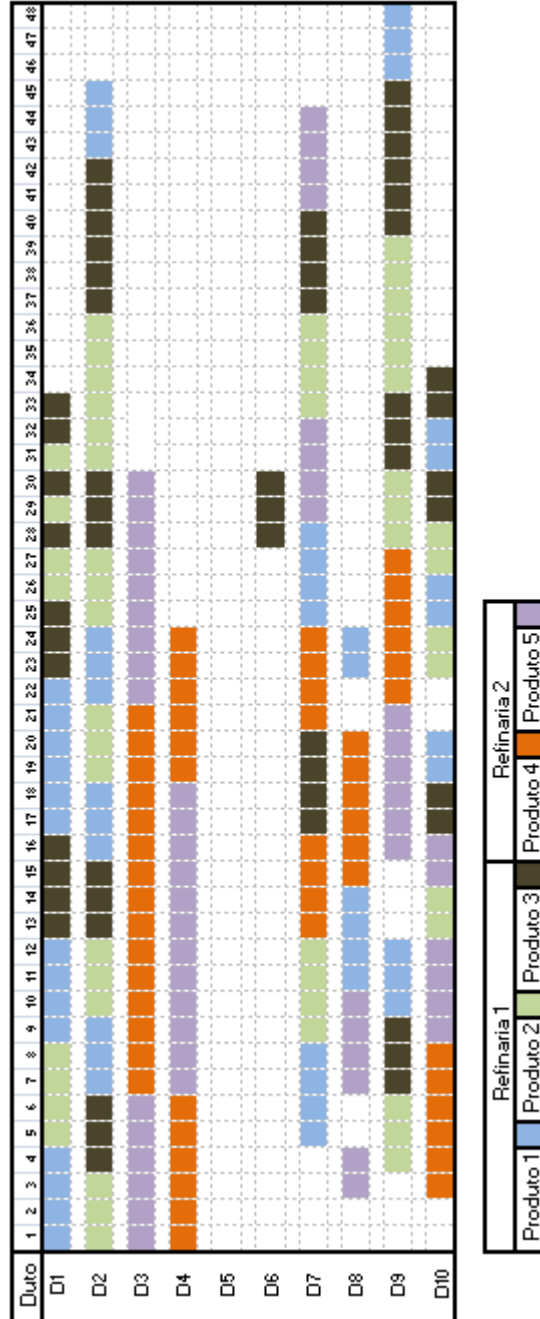 Duto 1 2 3 4 5 6 7 8 9 10 11 12 13 14 15 16 17 18 19 20 21 22 23 24 25 26 27 28 29 30 31 32 33 34 35 36 37 38 39 40 41 42 43 44 45 46 47 48
D1
D2
D3
D4
D5
D6
D7
D8
D9
D10
Refinaria 1 Refinaria 2
Produto 1 Produto 2 Produto 3 Produto 4 Produto 5